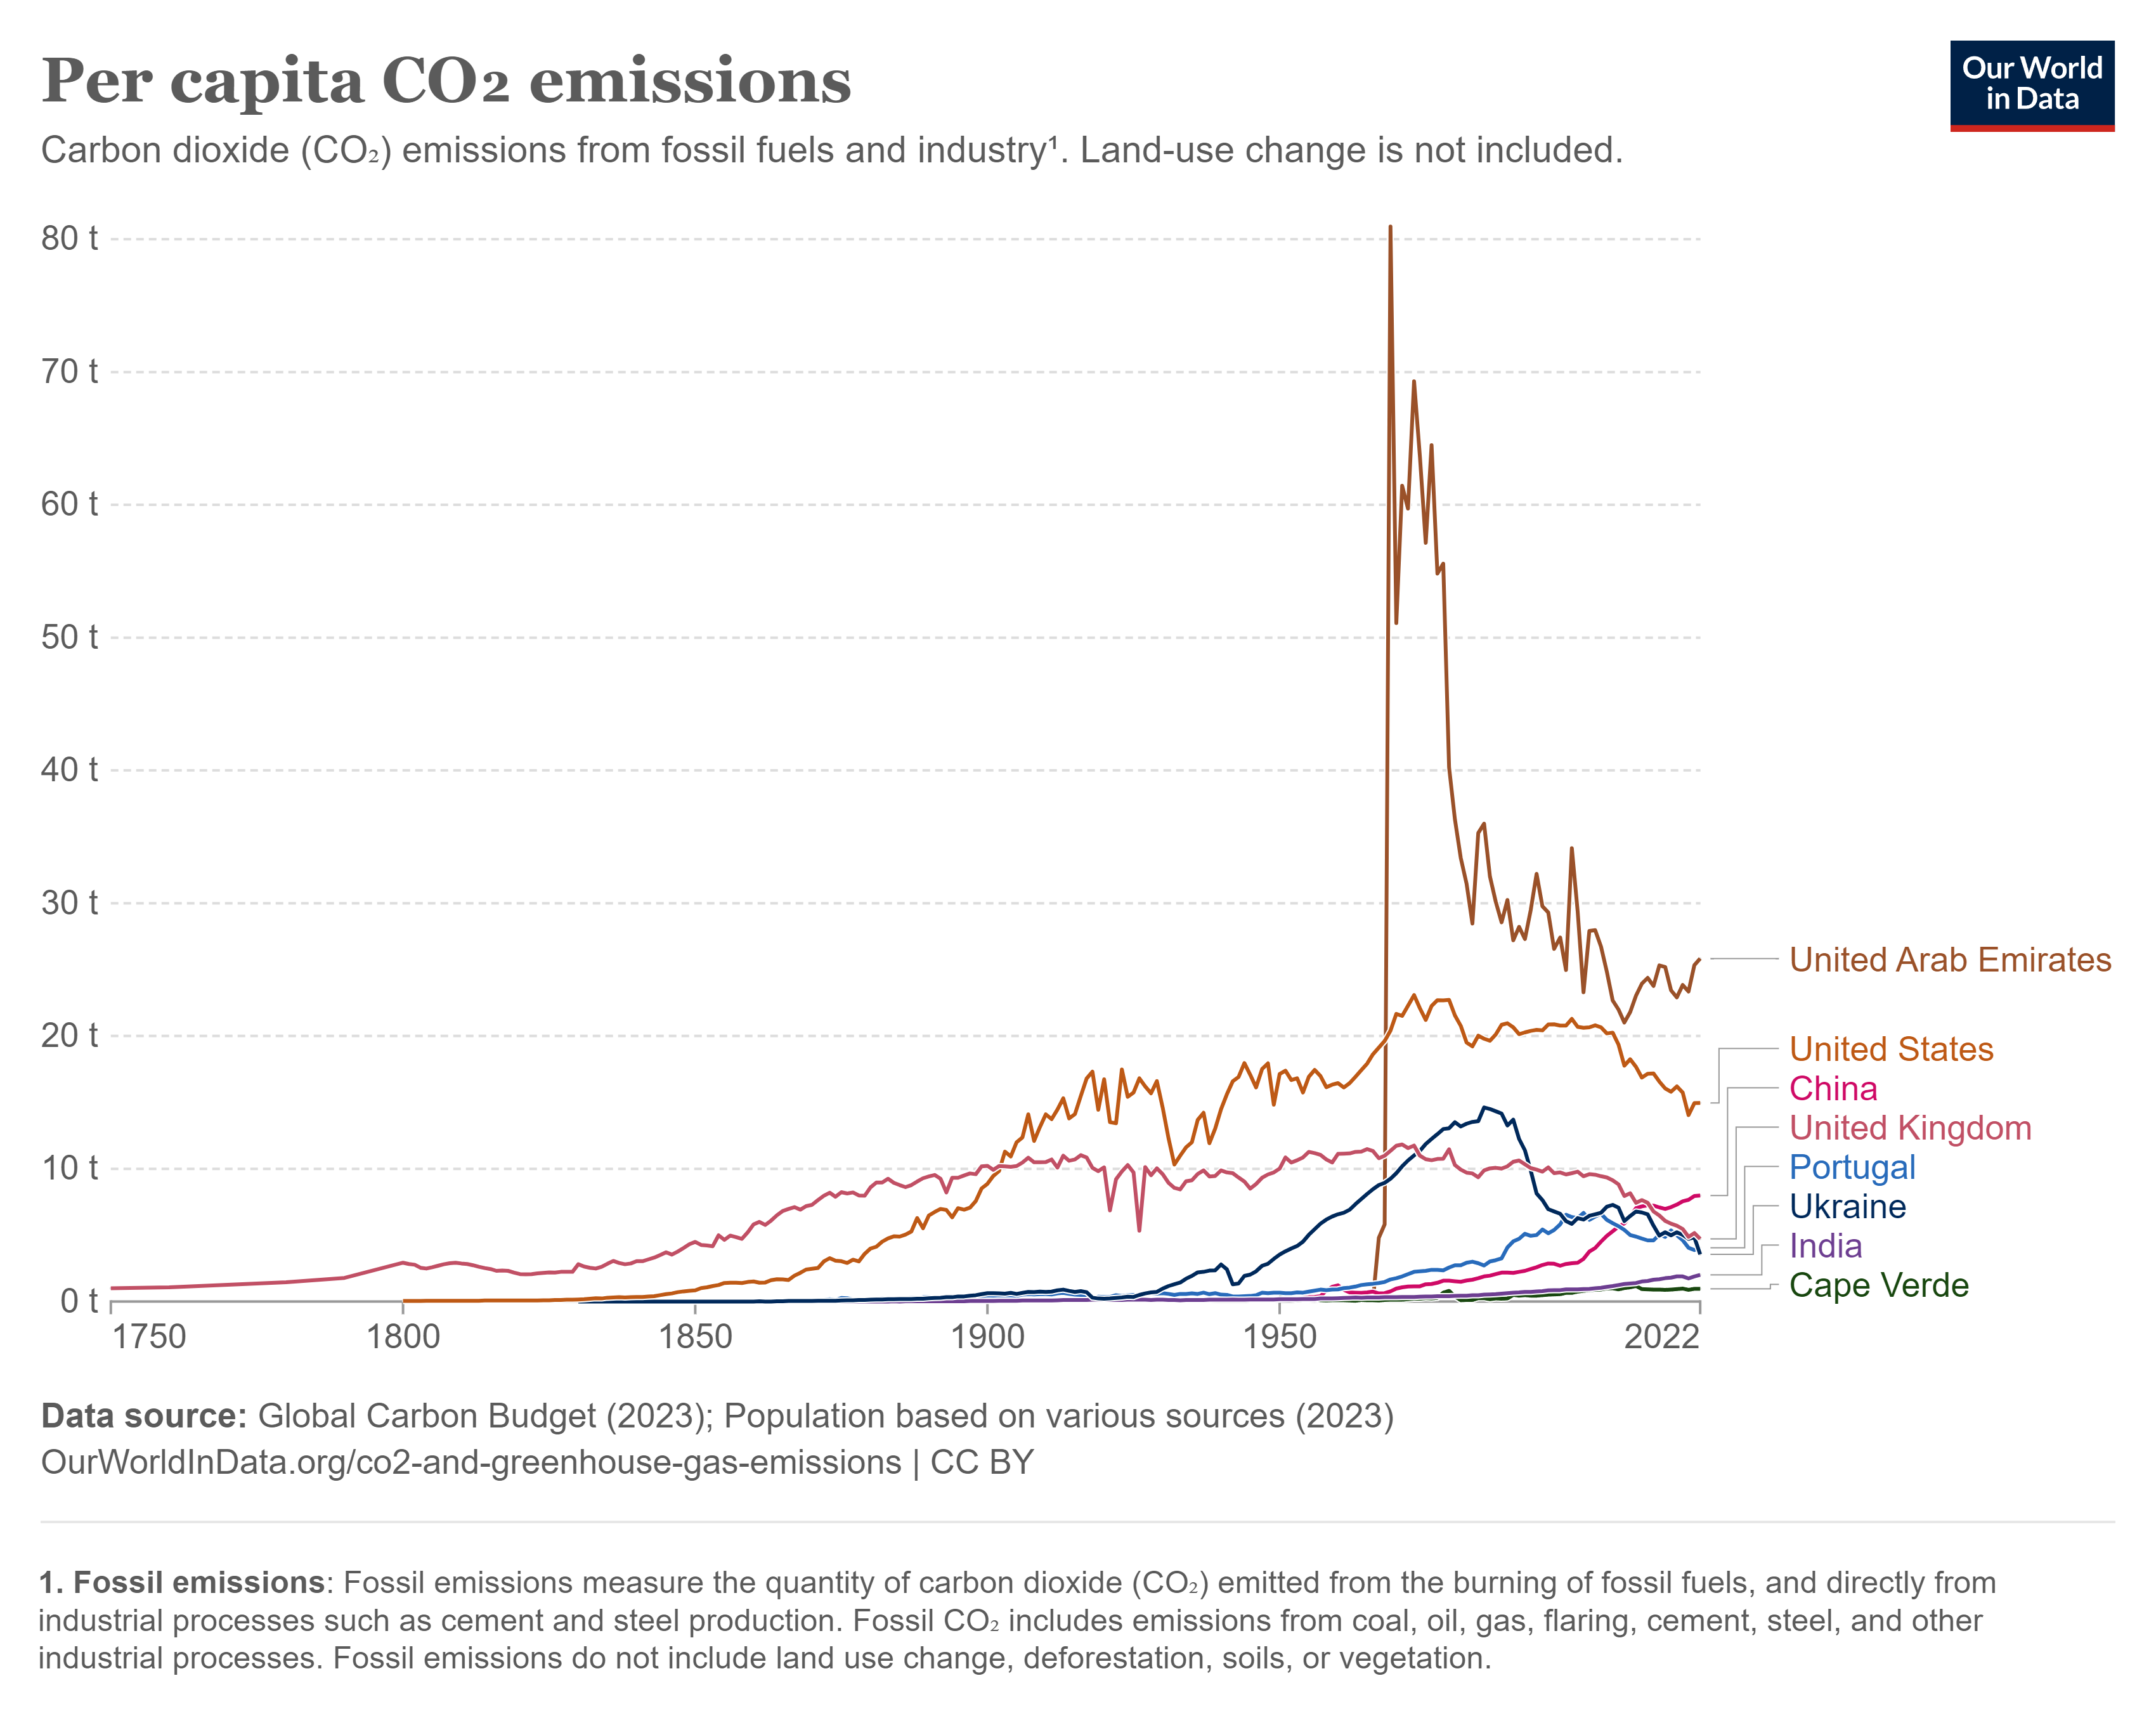 Per capita CO₂ emissions
Our World
in Data
Carbon dioxide (CO₂) emissions from fossil fuels and industry¹. Land-use change is not included.
80 t
70 t
60 t
50 t
40 t
30 t
20 t
10 t
0 t
United Arab Emirates
United States
China
United Kingdom
Portugal
Ukraine
India
Cape Verde
1750 1800 1850 1900 1950 2022
Data source: Global Carbon Budget (2023); Population based on various sources (2023)
OurWorldInData.org/co2-and-greenhouse-gas-emissions | CC BY
1. Fossil emissions: Fossil emissions measure the quantity of carbon dioxide (CO₂) emitted from the burning of fossil fuels, and directly from
industrial processes such as cement and steel production. Fossil CO₂ includes emissions from coal, oil, gas, flaring, cement, steel, and other
industrial processes. Fossil emissions do not include land use change, deforestation, soils, or vegetation.